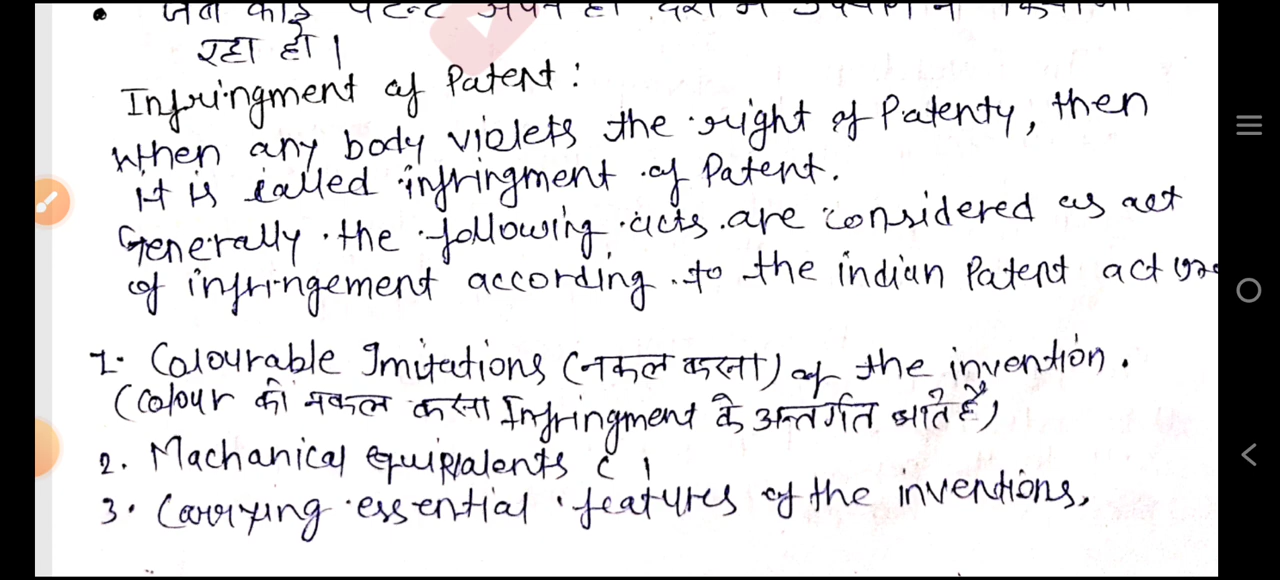 जब कोई पेटेन्ट अपने ही देश में उपयोग न किया जा
रहा हो।
Infringment of Patent:
When any body violets the right of Patenty, then
it is called infringment of Patent.
Generally the following acts are considered as act
of infringement according to the indian Patent act
1. Colourable Imitations (नकल करना) of the invention.
(Colour की नकल करना Infringment के अन्तर्गत आते हैं)
2. Machanical equipalents ( )
3. Carrying essential features of the inventions.